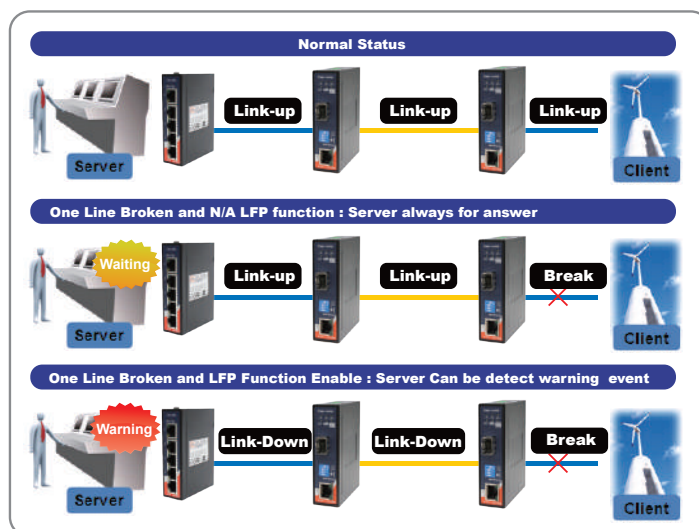 Normal Status
Link-up
Link-up
Link-up
Server
Client
One Line Broken and N/A LFP function : Server always for answer
Waiting
Link-up
Link-up
Break
Server
Client
One Line Broken and LFP Function Enable : Server Can be detect warning event
Warning
Link-Down
Link-Down
Break
Server
Client